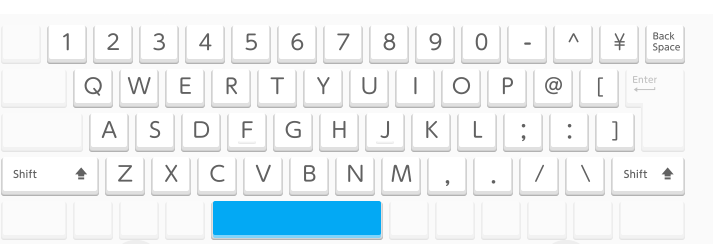 1 2 3 4 5 6 7 8 9 0 - ^ ¥ Back Space
Q W E R T Y U I O P @ [ Enter
A S D F G H J K L ; : ]
Shift Z X C V B N M , . / \ Shift